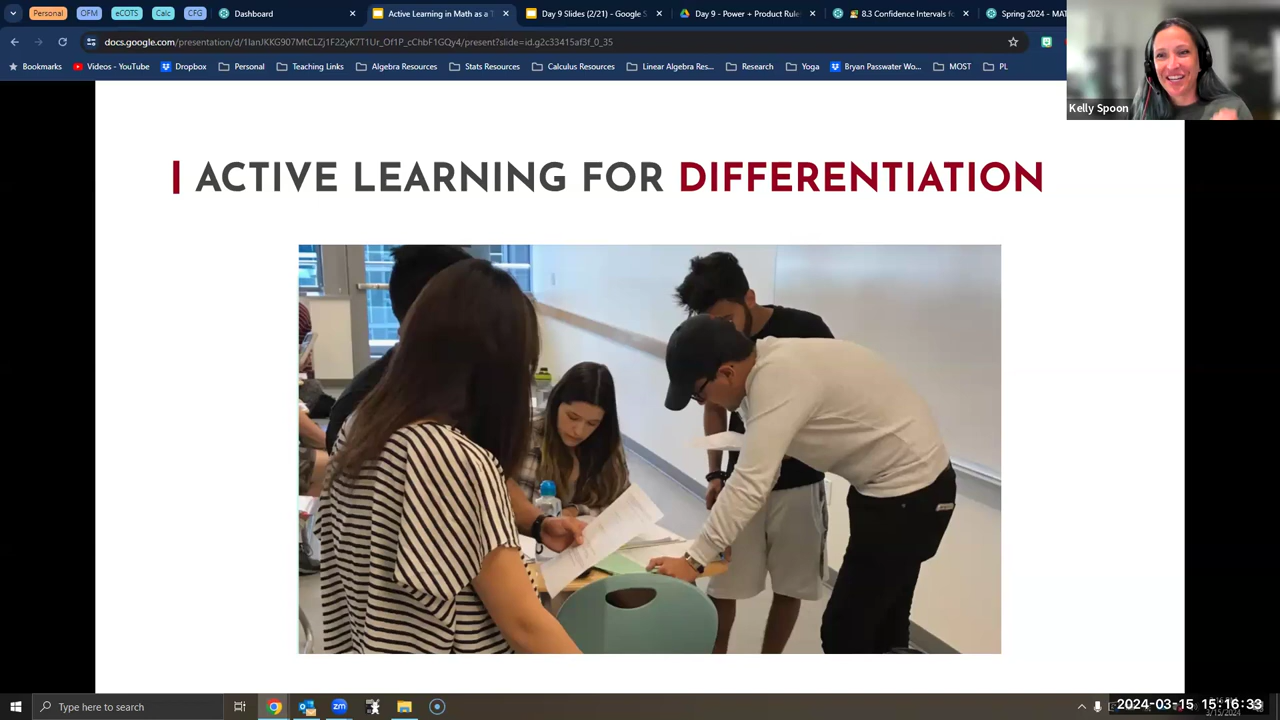 Personal
OFM
eCOTS
Calc
CFG
Dashboard
Active Learning in Math as a
Day 9 Slides (2/21) - Google S
Day 9 - Power + Product Rule
8.3 Confidence Intervals fo
Spring 2024 - MAT
docs.google.com/presentation/d/1IanJKKG907MtCLZj1F22yK7T1Ur_Of1P_cChbF1GQy4/present?slide=id.g2c33415af3f_0_35
Bookmarks
Videos - YouTube
Dropbox
Personal
Teaching Links
Algebra Resources
Stats Resources
Calculus Resources
Linear Algebra Res...
Research
Yoga
Bryan Passwater Wo...
MOST
PL
Kelly Spoon
ACTIVE LEARNING FOR DIFFERENTIATION
Type here to search
zm
2024-03-15 15:16:33